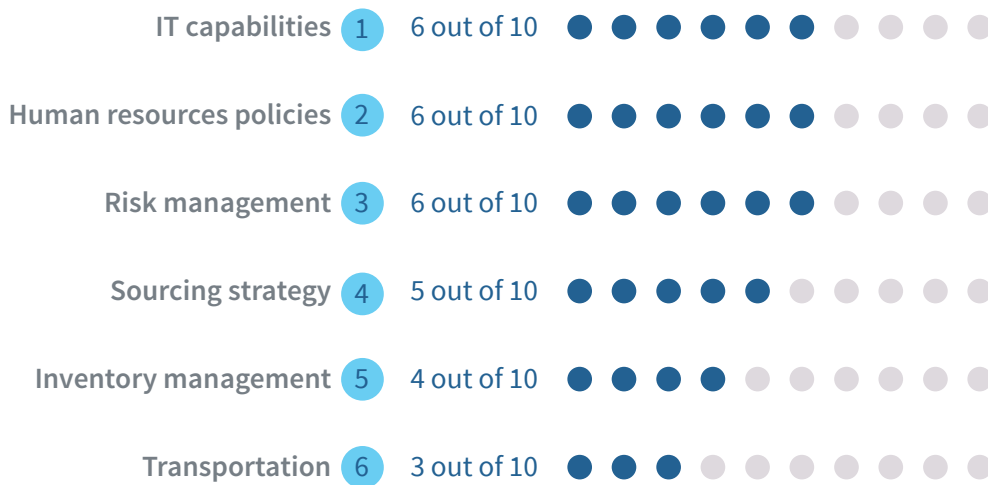 IT capabilities 1 6 out of 10
Human resources policies 2 6 out of 10
Risk management 3 6 out of 10
Sourcing strategy 4 5 out of 10
Inventory management 5 4 out of 10
Transportation 6 3 out of 10